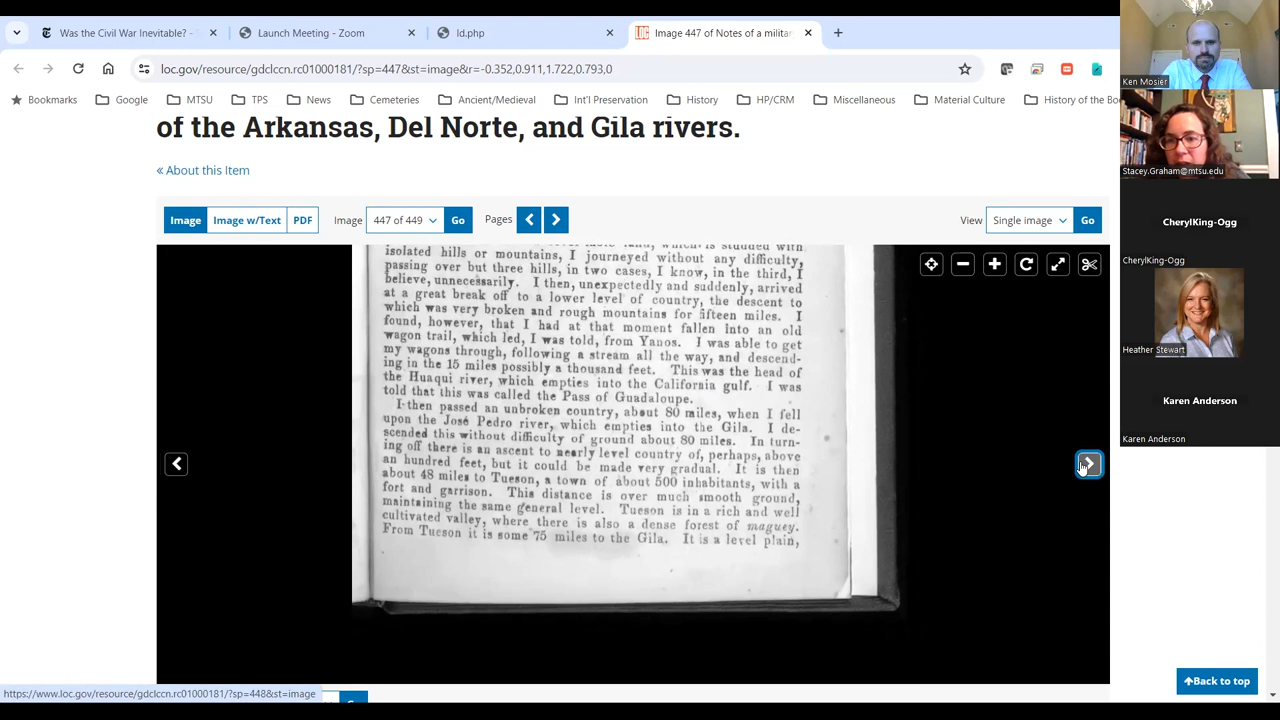 Was the Civil War Inevitable? -
Launch Meeting - Zoom
ld.php
Image 447 of Notes of a militar
loc.gov/resource/gdclccn.rc01000181/?sp=447&st=image&r=-0.352,0.911,1.722,0.793,0
Bookmarks
Google
MTSU
TPS
News
Cemeteries
Ancient/Medieval
Int'l Preservation
History
HP/CRM
Miscellaneous
Material Culture
History of the Boo
of the Arkansas, Del Norte, and Gila rivers.
« About this Item
Image
Image w/Text
PDF
Image
447 of 449
Go
Pages
View
Single image
Go
isolated hills or mountains, I journeyed without any difficulty,
passing over but three hills, in two cases, I know, in the third, I
believe, unnecessarily. I then, unexpectedly and suddenly, arrived
at a great break off to a lower level of country, the descent to
which was very broken and rough mountains for fifteen miles. I
found, however, that I had at that moment fallen into an old
wagon trail, which led, I was told, from Yanos. I was able to get
my wagons through, following a stream all the way, and descend-
ing in the 15 miles possibly a thousand feet. This was the head of
the Huaqui river, which empties into the California gulf. I was
told that this was called the Pass of Guadaloupe.
I then passed an unbroken country, about 80 miles, when I fell
upon the José Pedro river, which empties into the Gila. I de-
scended this without difficulty of ground about 80 miles. In turn-
ing off there is an ascent to nearly level country of, perhaps, above
an hundred feet, but it could be made very gradual. It is then
about 48 miles to Tueson, a town of about 500 inhabitants, with a
fort and garrison. This distance is over much smooth ground,
maintaining the same general level. Tueson is in a rich and well
cultivated valley, where there is also a dense forest of maguey.
From Tueson it is some 75 miles to the Gila. It is a level plain,
https://www.loc.gov/resource/gdclccn.rc01000181/?sp=448&st=image
Back to top
Ken Mosier
Stacey.Graham@mtsu.edu
CherylKing-Ogg
CherylKing-Ogg
Heather Stewart
Karen Anderson
Karen Anderson